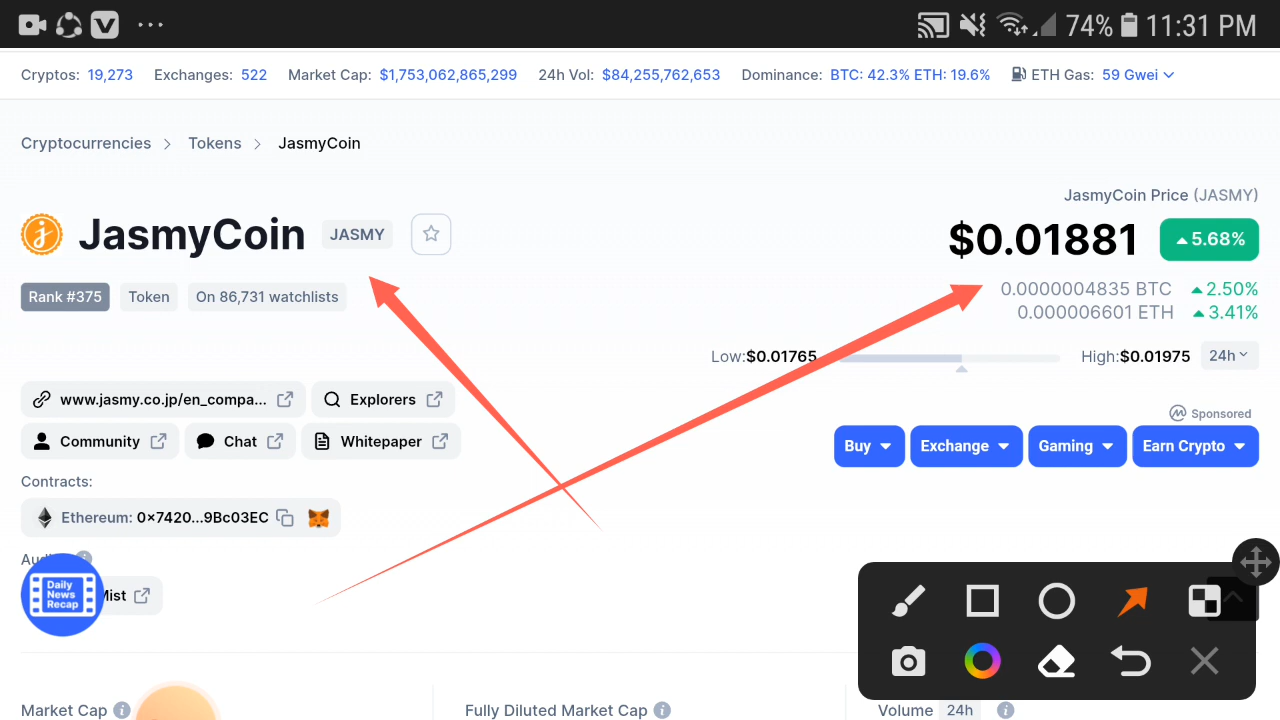 74% 11:31 PM
Cryptos: 19,273 Exchanges: 522 Market Cap: $1,753,062,865,299 24h Vol: $84,255,762,653 Dominance: BTC: 42.3% ETH: 19.6% ETH Gas: 59 Gwei
Cryptocurrencies > Tokens > JasmyCoin
JasmyCoin Price (JASMY)
JasmyCoin JASMY
$0.01881 5.68%
Rank #375 Token On 86,731 watchlists
0.0000004835 BTC 2.50%
0.000006601 ETH 3.41%
Low:$0.01765 High:$0.01975 24h
www.jasmy.co.jp/en_compa... Explorers
Sponsored
Community Chat Whitepaper
Buy Exchange Gaming Earn Crypto
Contracts:
Ethereum: 0x7420...9Bc03EC
Daily
News
Recap
Market Cap Fully Diluted Market Cap Volume 24h